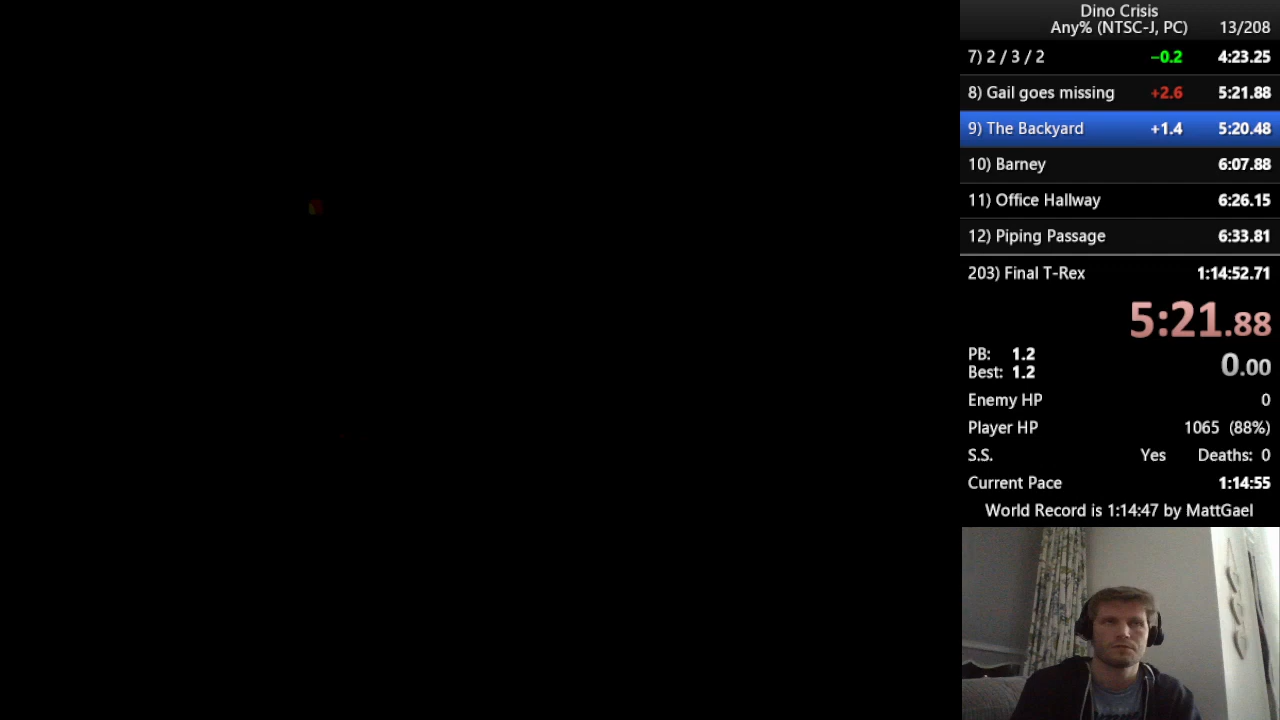 Dino Crisis
Any% (NTSC-J, PC) 13/208
7) 2 / 3 / 2 −0.2 4:23.25
8) Gail goes missing +2.6 5:21.88
9) The Backyard +1.4 5:20.48
10) Barney 6:07.88
11) Office Hallway 6:26.15
12) Piping Passage 6:33.81
203) Final T-Rex 1:14:52.71
5:21.88
PB: 1.2
Best: 1.2 0.00
Enemy HP 0
Player HP 1065 (88%)
S.S. Yes Deaths: 0
Current Pace 1:14:55
World Record is 1:14:47 by MattGael